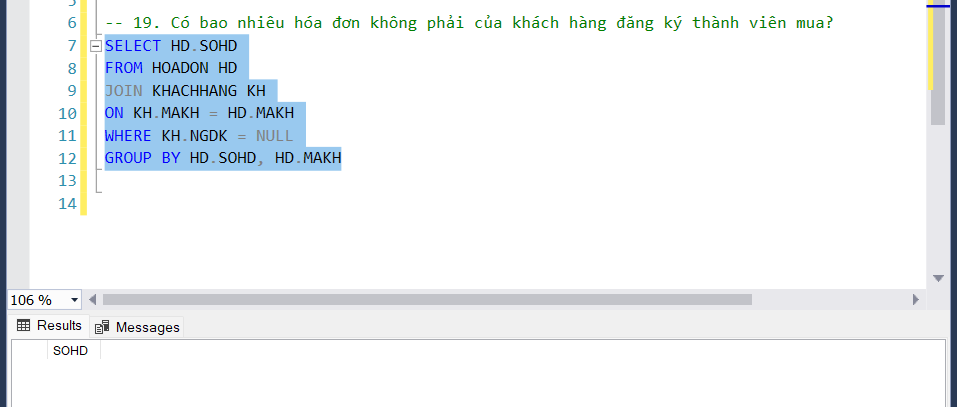 6 -- 19. Có bao nhiêu hóa đơn không phải của khách hàng đăng ký thành viên mua?
7 SELECT HD.SOHD
8 FROM HOADON HD
9 JOIN KHACHHANG KH
10 ON KH.MAKH = HD.MAKH
11 WHERE KH.NGDK = NULL
12 GROUP BY HD.SOHD, HD.MAKH
13
14
106 %
Results Messages
SOHD